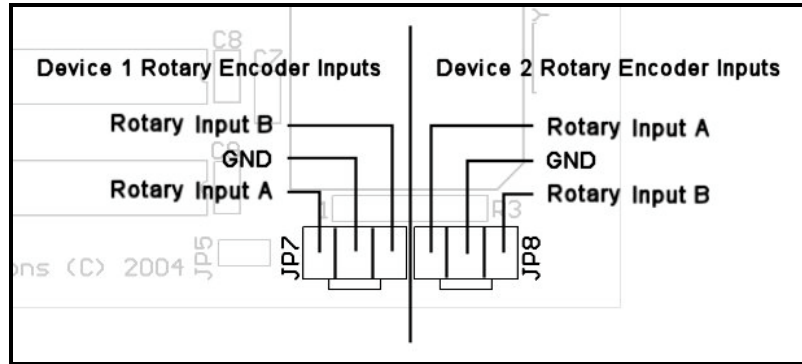 C8
C7
Device 1 Rotary Encoder Inputs
Device 2 Rotary Encoder Inputs
Rotary Input B
GND
Rotary Input A
Rotary Input A
GND
Rotary Input B
C9
1
R3
Y
JP5
JP7
JP8
ons (C) 2004